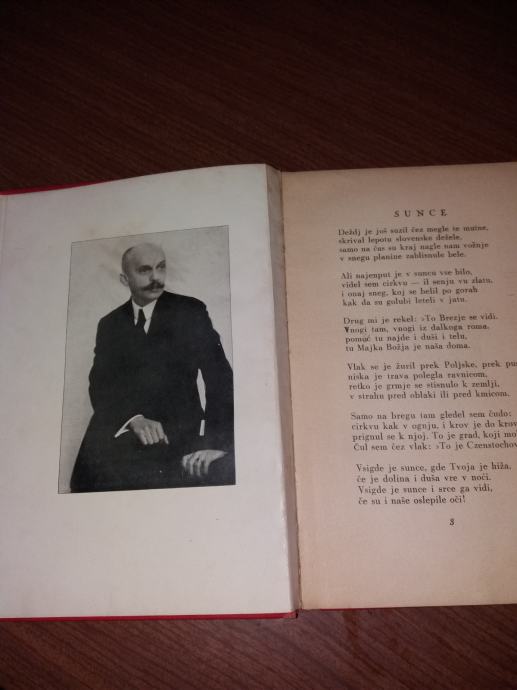 SUNCE
Deždj je još suzil čez megle te mutne,
skrival lepotu slovenske dežele,
samo na čas su kraj nagle nam vožnje
v snegu planine zablisnule bele.
Ali najenput je v suncu vse bilo,
videl sem cirkvu — il senju vu zlatu,
i onaj sneg, koj se belil po gorah
kak da su golubi leteli v jatu.
Drug mi je rekel: ›To Brezje se vidi.
Vnogi tam, vnogi iz dalkoga roma,
pomoć tu najde i duši i telu,
tu Majka Božja je naša doma.
Vlak se je žuril prek Poljske, prek
niska je trava polegla ravnicom,
retko je grmje se stisnulo k zemlji,
v strahu pred oblaki ili pred kmicom.
Samo na bregu tam gledel sem čudo:
cirkvu kak v ognju, i krov je do
prignul se k njoj. To je grad, koji
Čul sem čez vlak: ›To je
Vsigde je sunce, gde Tvoja je hiža,
če je dolina i duša vre v noći.
Vsigde je sunce i srce ga vidi,
če su i naše oslepile oči!
3